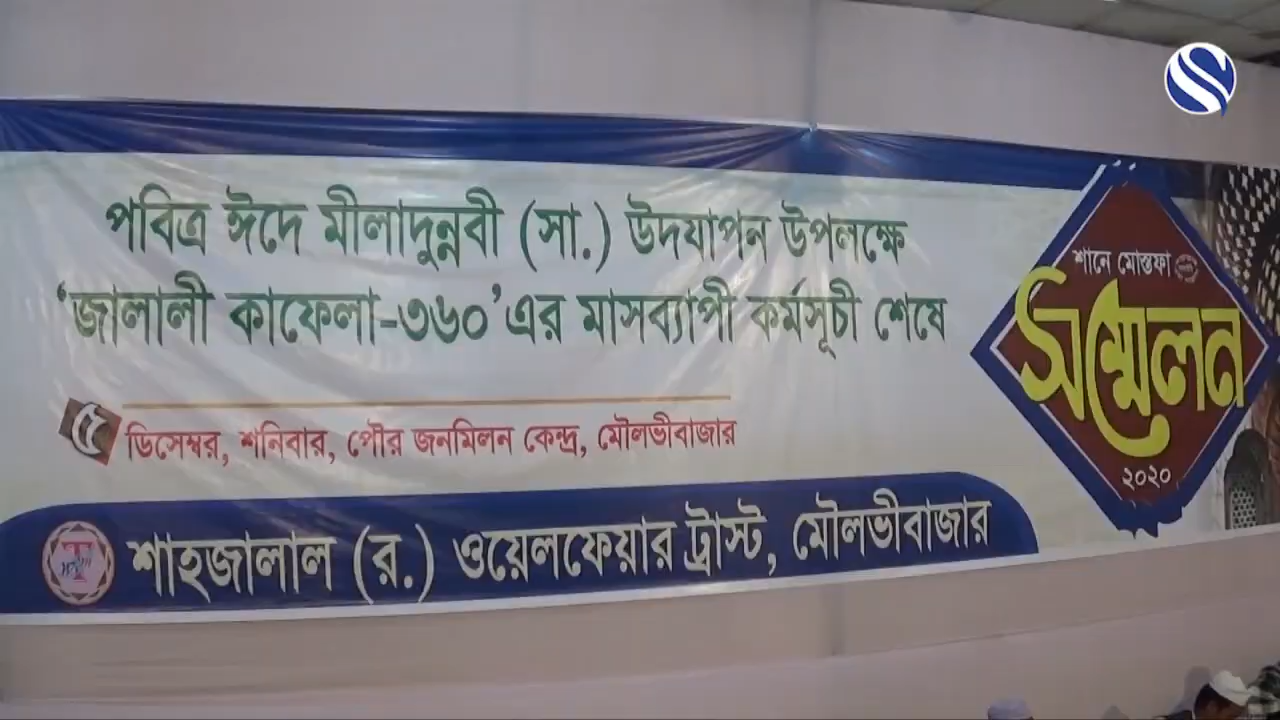 পবিত্র ঈদে মীলাদুন্নবী (সা.) উদযাপন উপলক্ষে
‘জালালী কাফেলা-৩৬০’এর মাসব্যাপী কর্মসূচী শেষে
শানে মোস্তফা
সম্মেলন
২০২০
৫ ডিসেম্বর, শনিবার, পৌর জনমিলন কেন্দ্র, মৌলভীবাজার
শাহজালাল (র.) ওয়েলফেয়ার ট্রাস্ট, মৌলভীবাজার